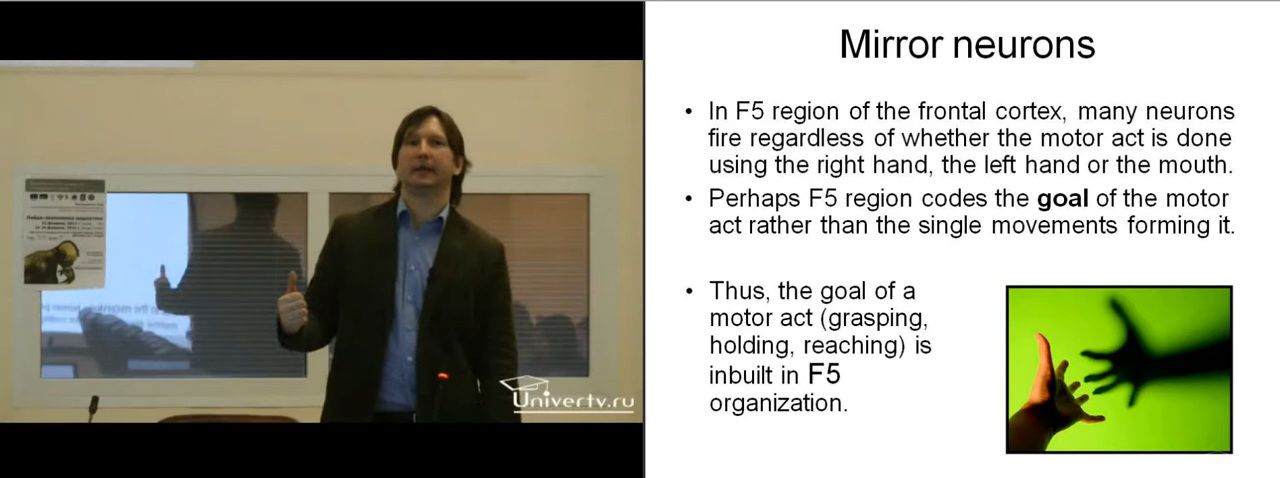 Univertv.ru
Mirror neurons
• In F5 region of the frontal cortex, many neurons
fire regardless of whether the motor act is done
using the right hand, the left hand or the mouth.
• Perhaps F5 region codes the goal of the motor
act rather than the single movements forming it.
• Thus, the goal of a
motor act (grasping,
holding, reaching) is
inbuilt in F5
organization.